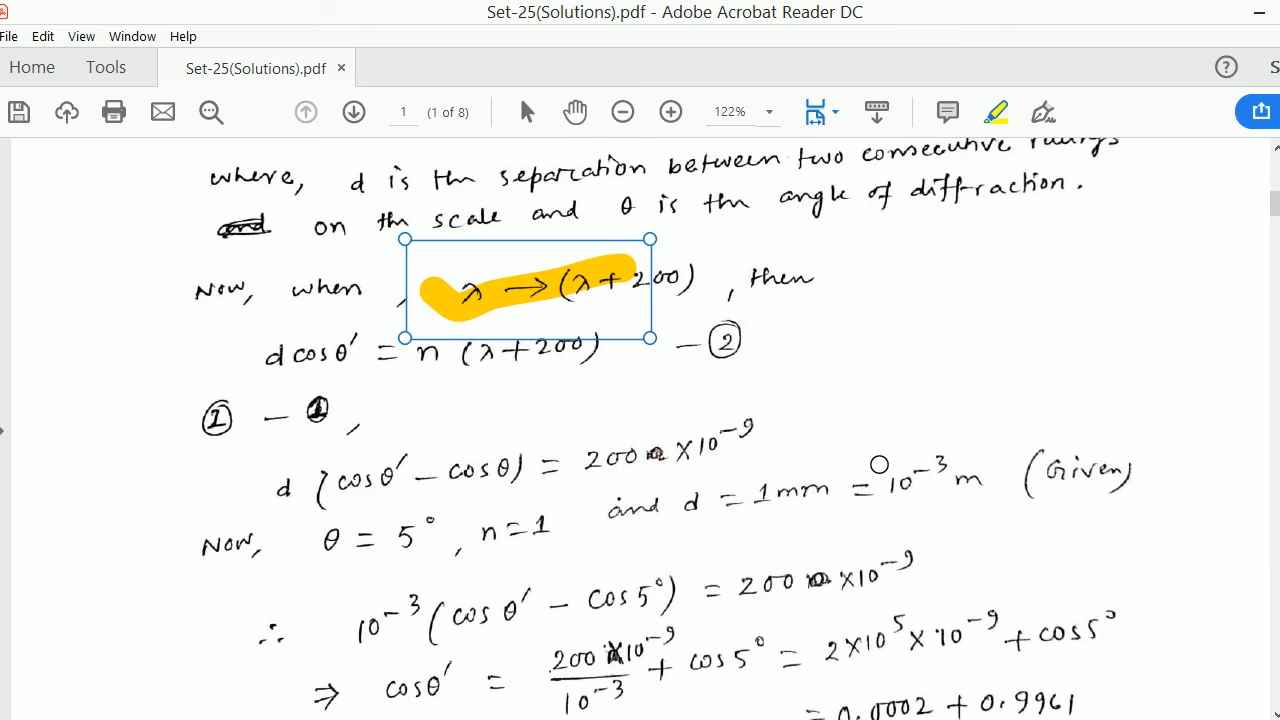 Set-25(Solutions).pdf - Adobe Acrobat Reader DC
File Edit View Window Help
Home Tools Set-25(Solutions).pdf ×
1 (1 of 8) 122%
where, d is the separation between two consecutive rulings
on the scale and θ is the angle of diffraction.
Now, when , λ → (λ + 200) , then
d cos θ' = n (λ + 200) — ②
② — ① ,
d (cos θ' − cos θ) = 200 × 10⁻⁹
Now, θ = 5° , n = 1 and d = 1 mm = 10⁻³ m (Given)
∴ 10⁻³ (cos θ' − cos 5°) = 200 × 10⁻⁹
⇒ cos θ' = 200 × 10⁻⁹ / 10⁻³ + cos 5° = 2 × 10⁵ × 10⁻⁹ + cos 5°
= 0.0002 + 0.9961